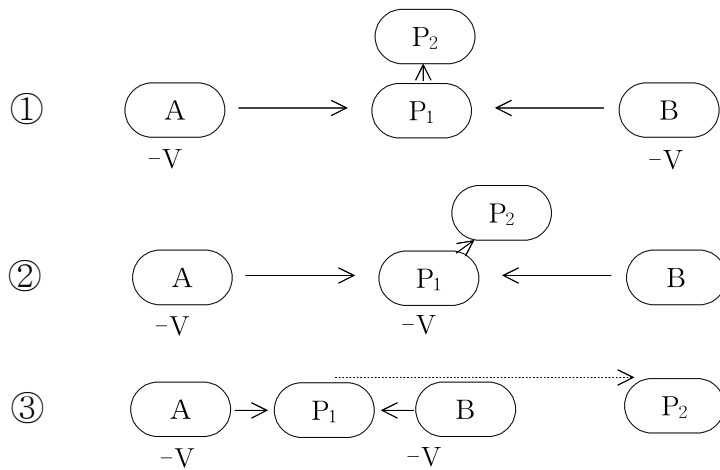 P₂
① A P₁ B
−V −V
P₂
② A P₁ B
−V −V
③ A P₁ B P₂
−V −V